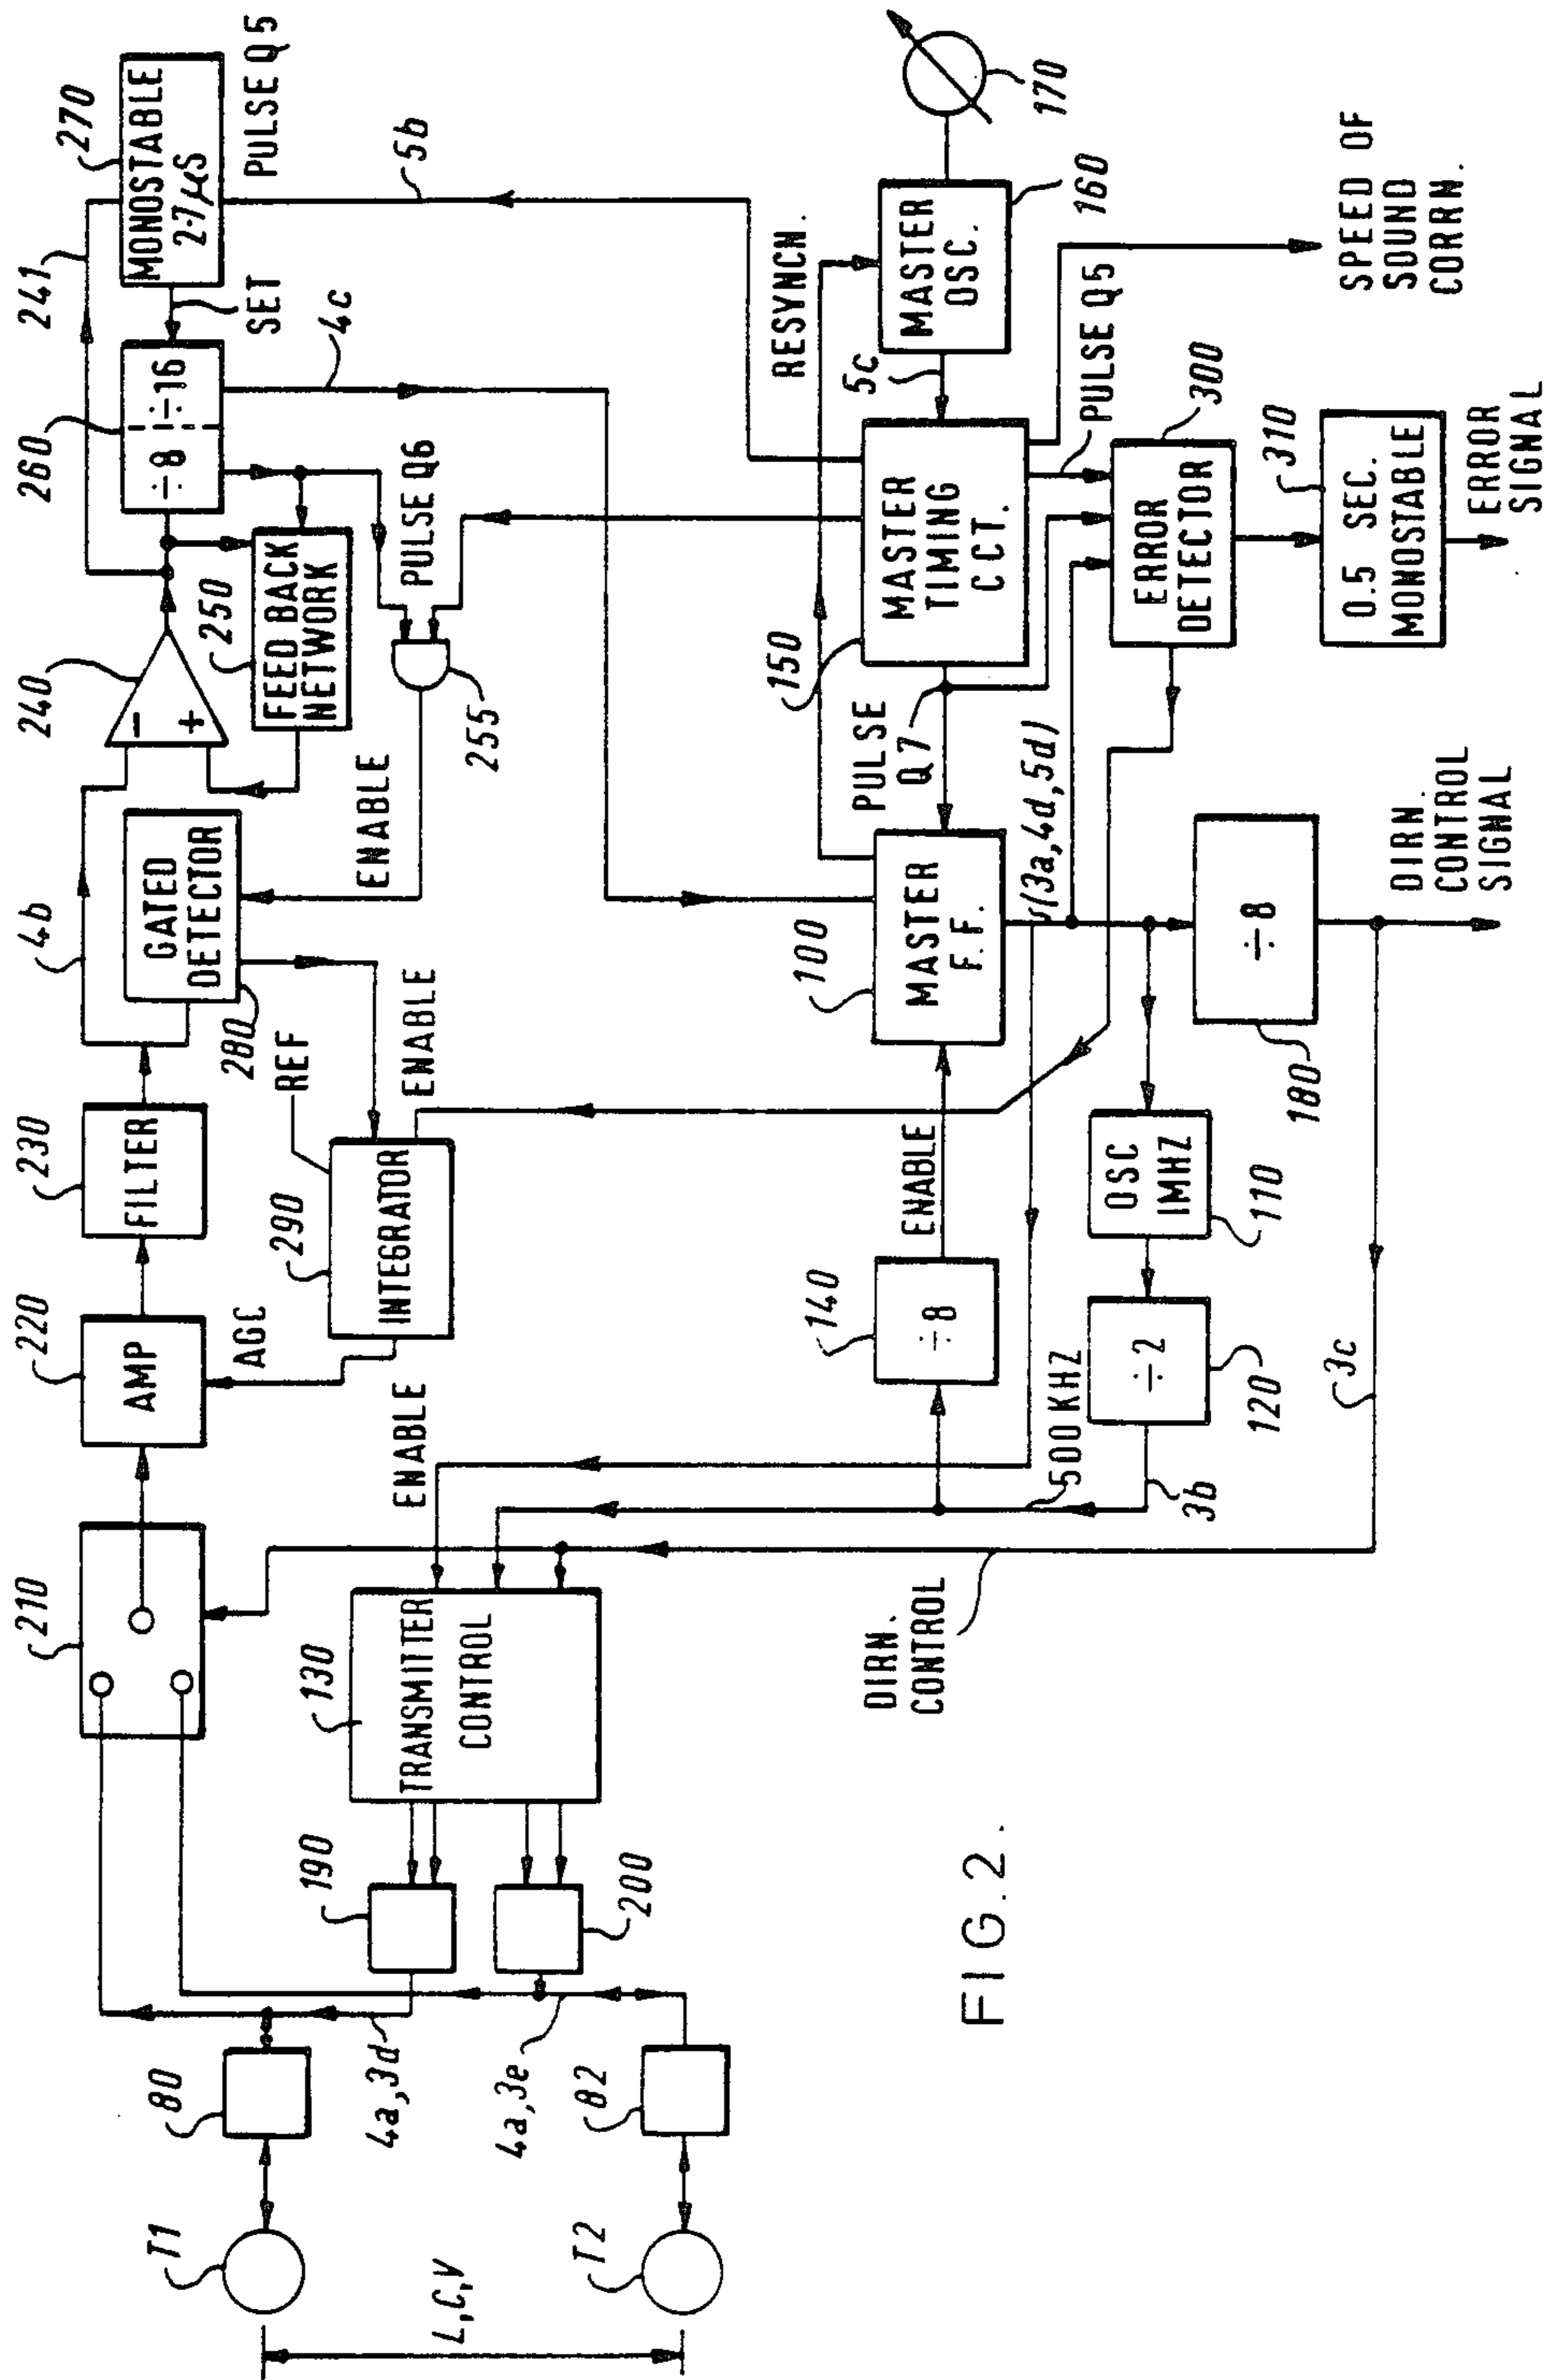 T1
80
L,C,V
T2
82
4a,3d
4a,3e
190
200
210
130
TRANSMITTER
CONTROL
220
AMP
230
FILTER
4b
240
−
+
241
260
÷8
÷16
270
MONOSTABLE
2·7µS
SET
PULSE Q5
4c
5b
250
FEED BACK
NETWORK
PULSE Q6
255
ENABLE
GATED
DETECTOR
280
REF
290
INTEGRATOR
ENABLE
AGC
ENABLE
140
÷8
ENABLE
100
MASTER
F.F.
PULSE
Q7
150
MASTER
TIMING
CCT.
RESYNCN.
MASTER
OSC.
160
5c
170
PULSE Q5
(3a,4d,5d)
300
ERROR
DETECTOR
310
0.5 SEC.
MONOSTABLE
ERROR
SIGNAL
SPEED OF
SOUND
CORRN.
500KHZ
3b
÷2
120
OSC
1MHZ
110
÷8
180
3c
DIRN.
CONTROL
DIRN.
CONTROL
SIGNAL
FIG.2.